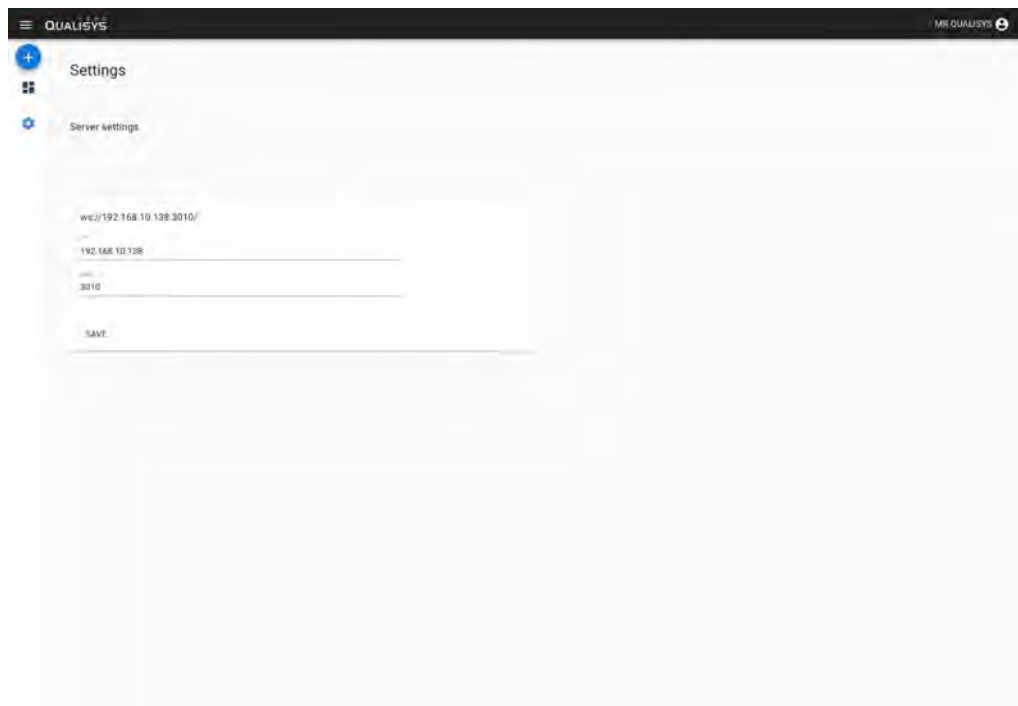 QUALISYS
MR QUALISYS
Settings
Server settings
ws://192.168.10.138:3010/
192.168.10.138
3010
SAVE